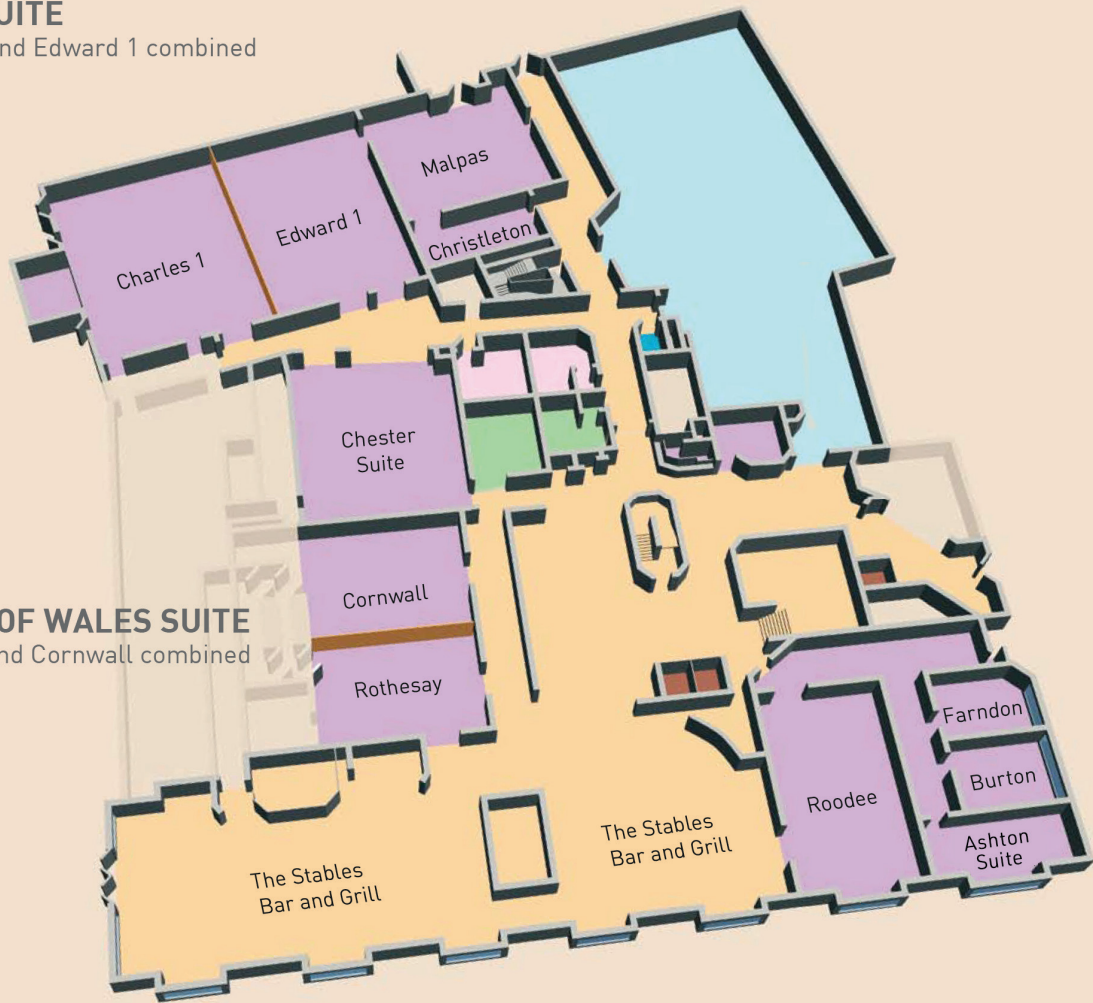 UITE
nd Edward 1 combined
Malpas
Edward 1
Christleton
Charles 1
Chester
Suite
Cornwall
OF WALES SUITE
nd Cornwall combined
Rothesay
Farndon
Burton
Roodee
Ashton
Suite
The Stables
Bar and Grill
The Stables
Bar and Grill